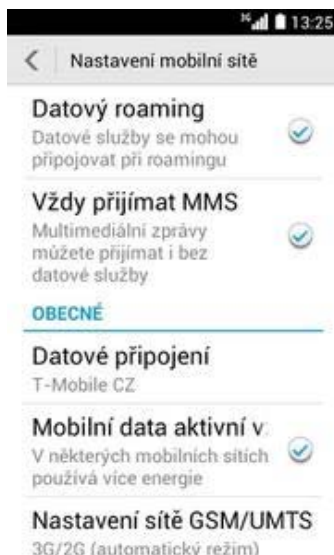 3G 13:25
Nastavení mobilní sítě
Datový roaming
Datové služby se mohou
připojovat při roamingu
Vždy přijímat MMS
Multimediální zprávy
můžete přijímat i bez
datové služby
OBECNÉ
Datové připojení
T-Mobile CZ
Mobilní data aktivní v
V některých mobilních sítích
používá více energie
Nastavení sítě GSM/UMTS
3G/2G (automatický režim)